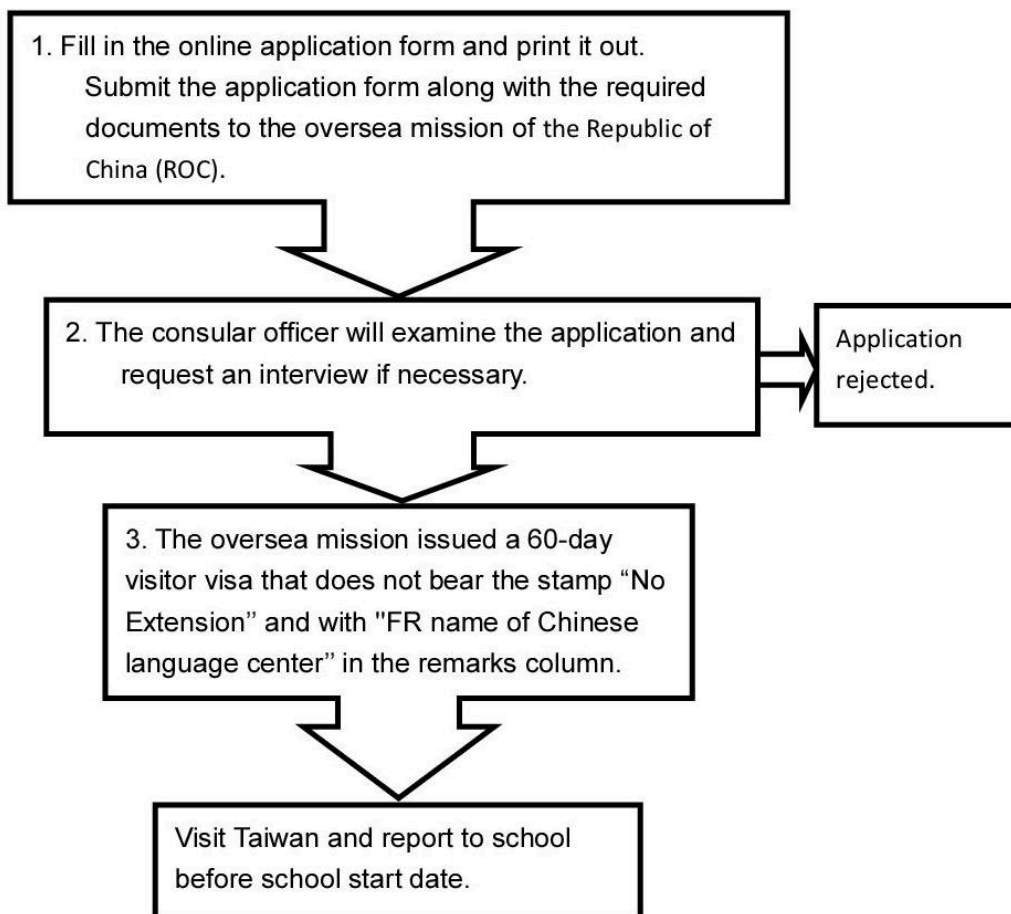 1. Fill in the online application form and print it out.
Submit the application form along with the required
documents to the oversea mission of the Republic of
China (ROC).
2. The consular officer will examine the application and
request an interview if necessary.
Application
rejected.
3. The oversea mission issued a 60-day
visitor visa that does not bear the stamp “No
Extension” and with "FR name of Chinese
language center” in the remarks column.
Visit Taiwan and report to school
before school start date.